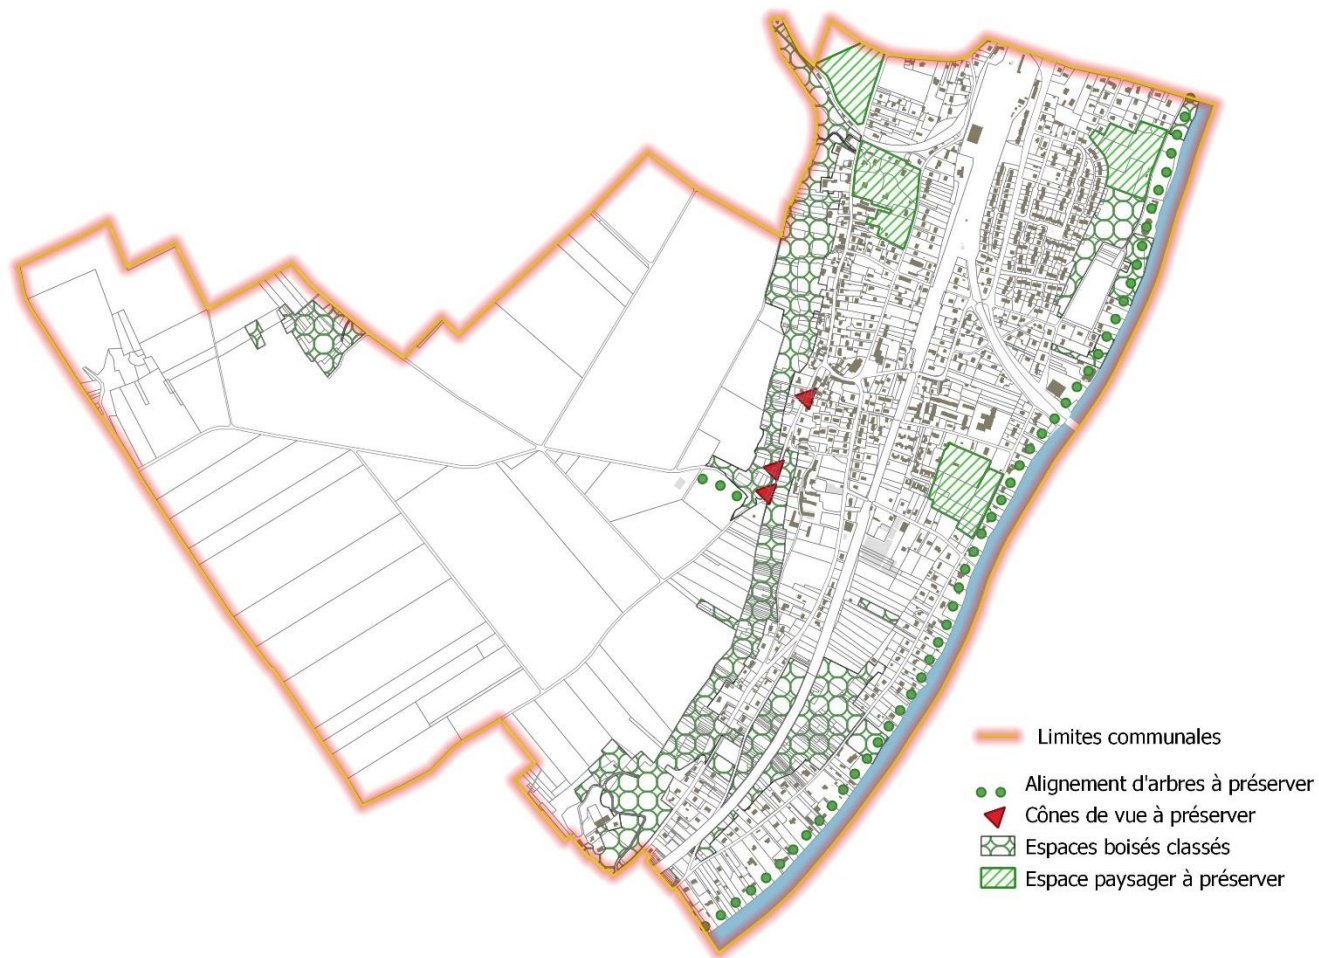 Limites communales
Alignement d'arbres à préserver
Cônes de vue à préserver
Espaces boisés classés
Espace paysager à préserver